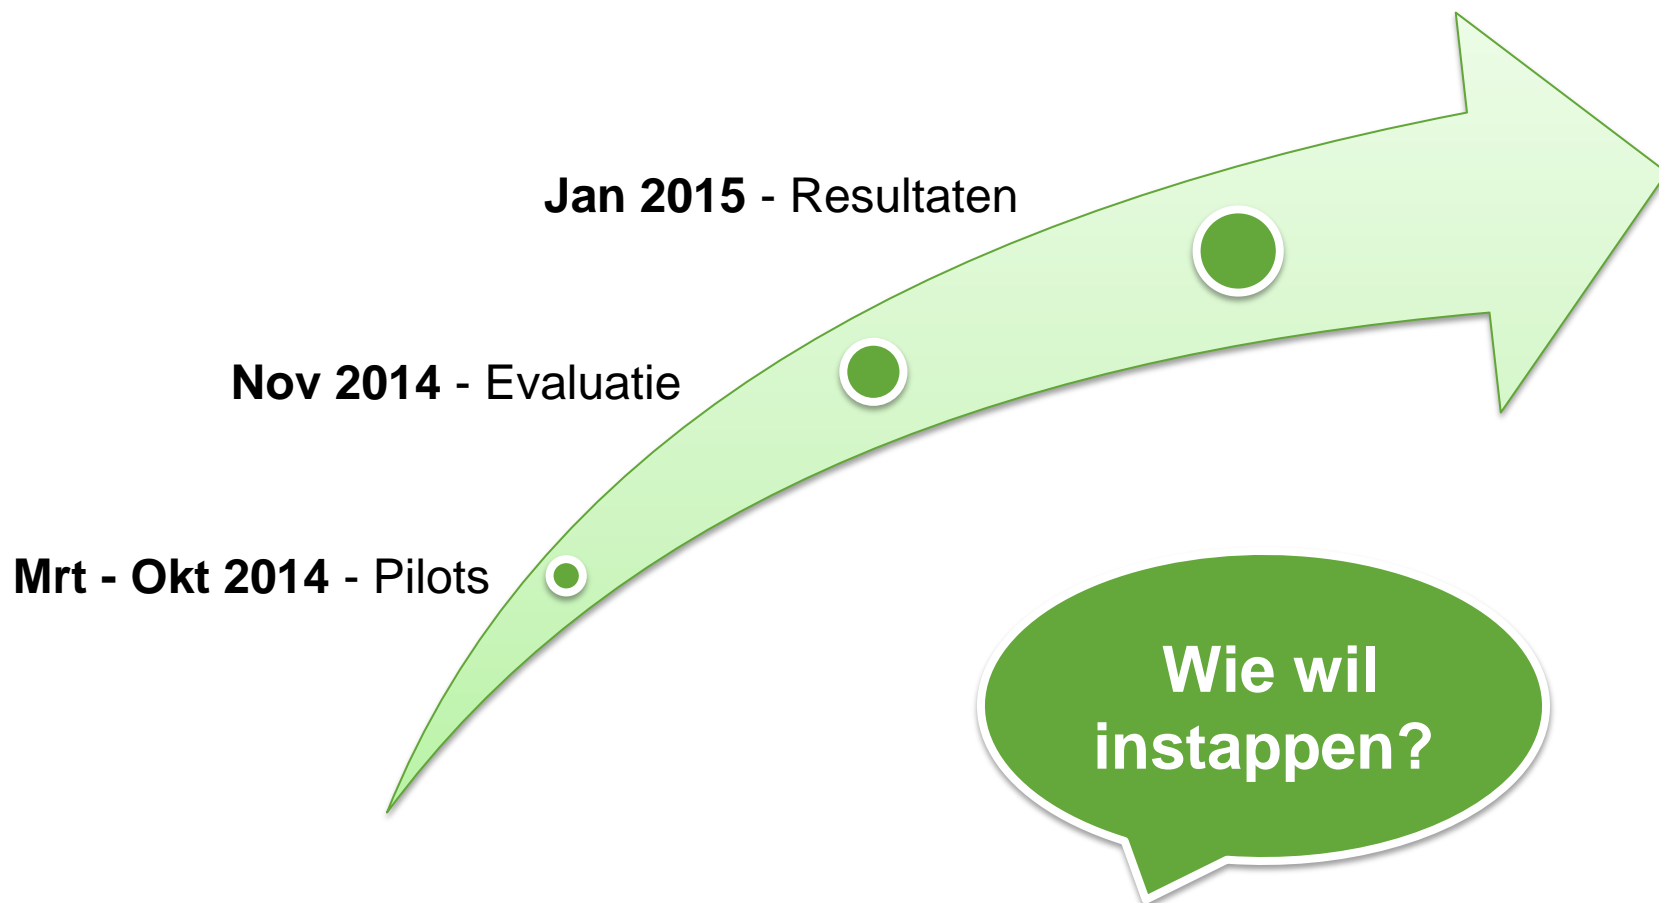 Jan 2015 - Resultaten
Nov 2014 - Evaluatie
Mrt - Okt 2014 - Pilots
Wie wil
instappen?